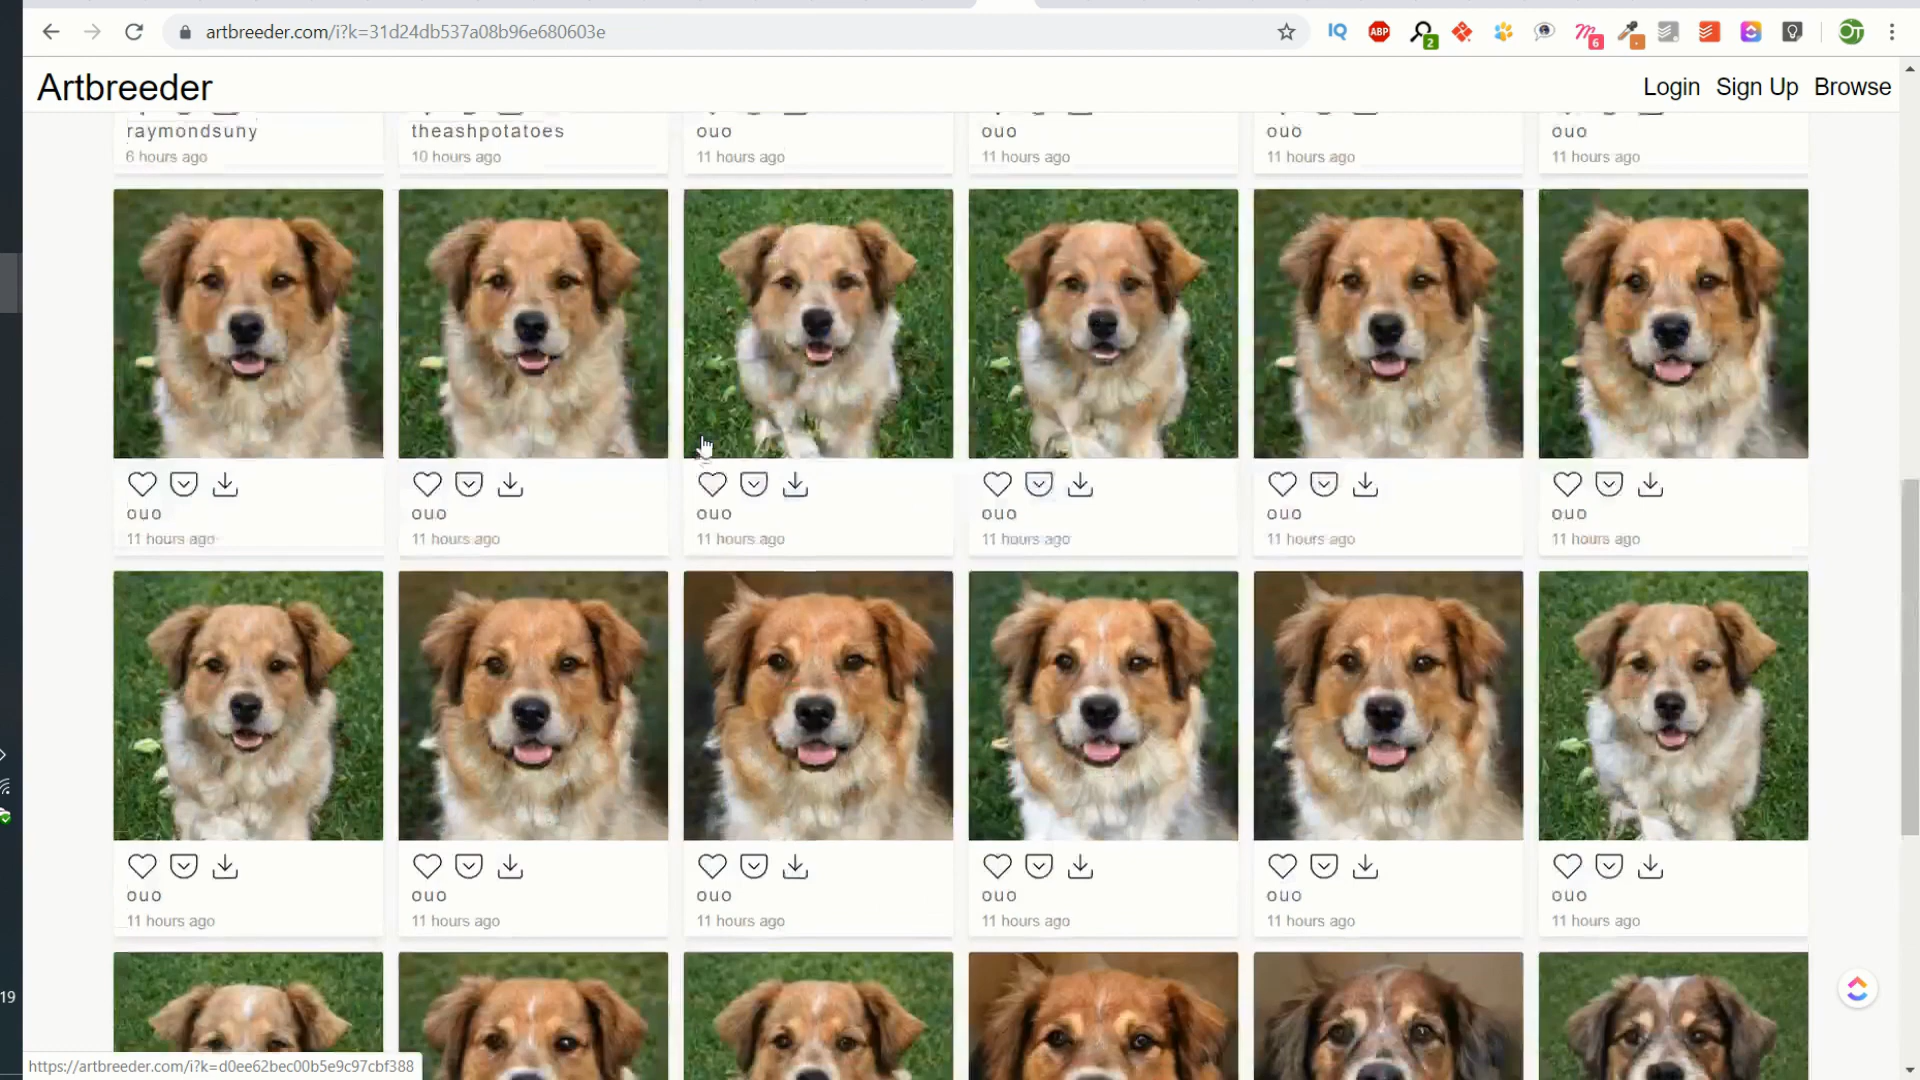 artbreeder.com/i?k=31d24db537a08b96e680603e
IQ
ABP
2
6
Artbreeder
Login Sign Up Browse
raymondsuny theashpotatoes ouo ouo ouo ouo
6 hours ago 10 hours ago 11 hours ago 11 hours ago 11 hours ago 11 hours ago
ouo ouo ouo ouo ouo ouo
11 hours ago 11 hours ago 11 hours ago 11 hours ago 11 hours ago 11 hours ago
ouo ouo ouo ouo ouo ouo
11 hours ago 11 hours ago 11 hours ago 11 hours ago 11 hours ago 11 hours ago
19
https://artbreeder.com/i?k=d0ee62bec00b5e9c97cbf388